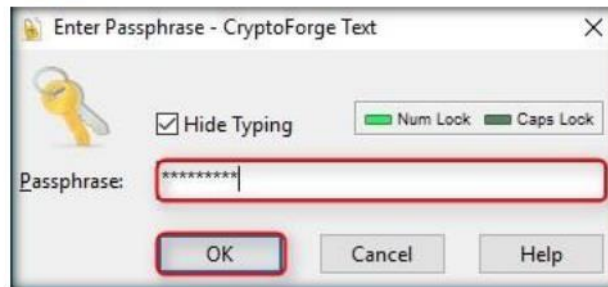 Enter Passphrase - CryptoForge Text
Hide Typing
Num Lock Caps Lock
Passphrase: *********
OK Cancel Help